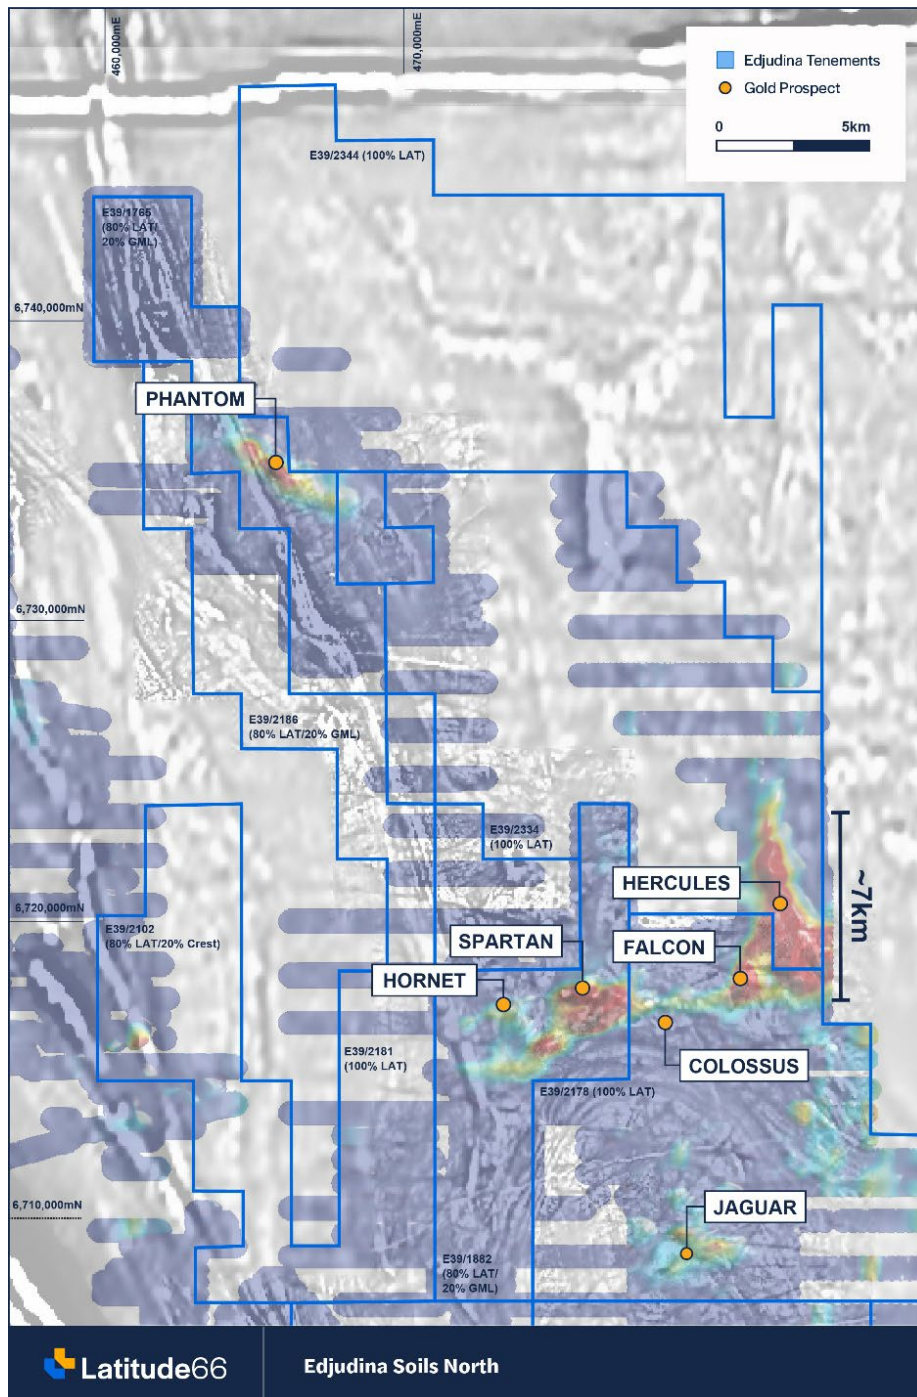 460,000mE
470,000mE
Edjudina Tenements
Gold Prospect
0 5km
E39/2344 (100% LAT)
E39/1765
(80% LAT/
20% GML)
6,740,000mN
PHANTOM
6,730,000mN
E39/2186
(80% LAT/20% GML)
E39/2334
(100% LAT)
~7km
HERCULES
6,720,000mN
E39/2102
(80% LAT/20% Crest)
SPARTAN
FALCON
HORNET
E39/2181
(100% LAT)
COLOSSUS
E39/2178 (100% LAT)
6,710,000mN
JAGUAR
E39/1882
(80% LAT/
20% GML)
Latitude66
Edjudina Soils North